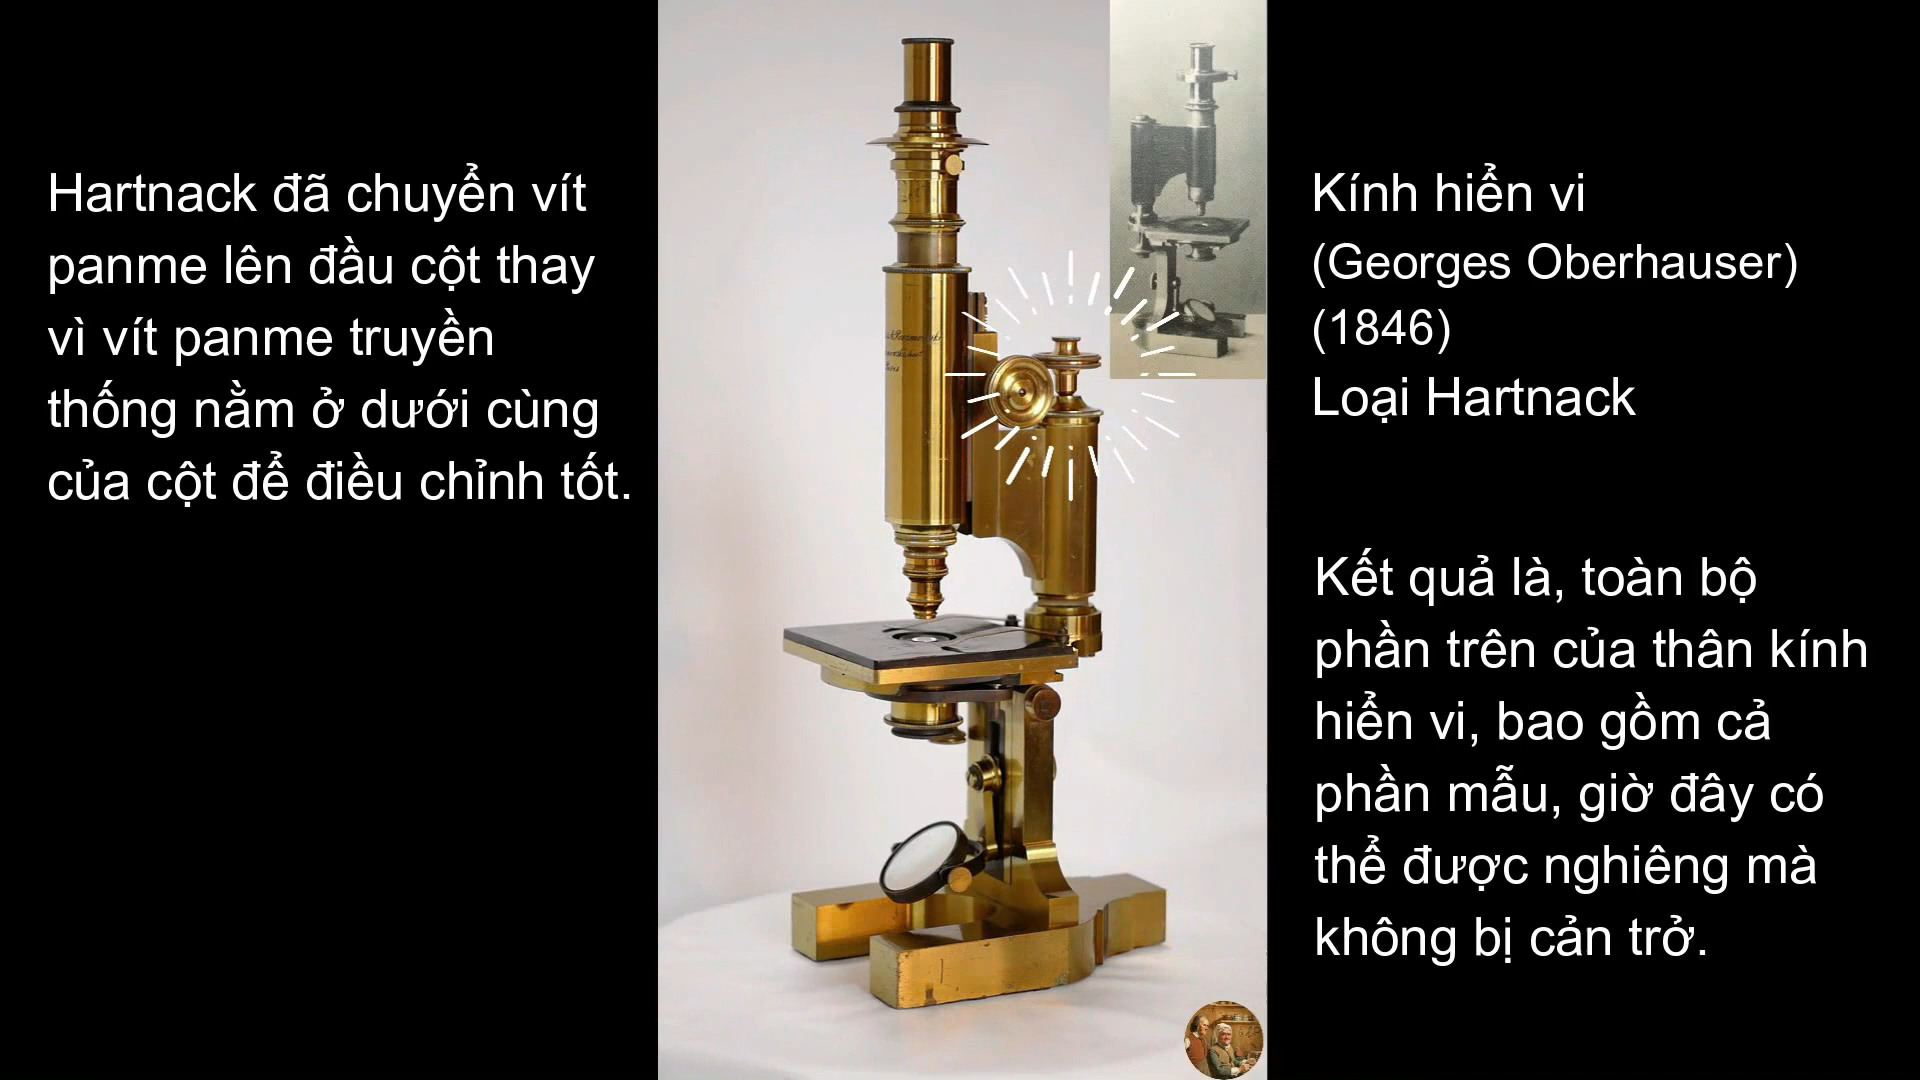 Hartnack đã chuyển vít
panme lên đầu cột thay
vì vít panme truyền
thống nằm ở dưới cùng
của cột để điều chỉnh tốt.
Kính hiển vi
(Georges Oberhauser)
(1846)
Loại Hartnack
Kết quả là, toàn bộ
phần trên của thân kính
hiển vi, bao gồm cả
phần mẫu, giờ đây có
thể được nghiêng mà
không bị cản trở.